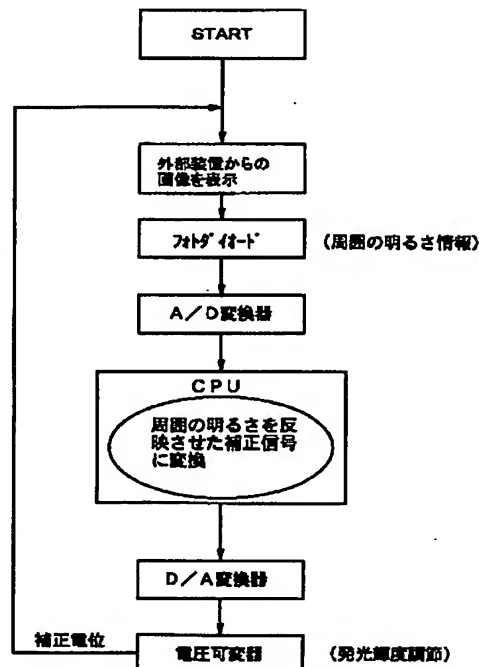 START
外部装置からの
画像を表示
フォトダイオード (周囲の明るさ情報)
A/D変換器
CPU
周囲の明るさを反
映させた補正信号
に変換
D/A変換器
補正電位
電圧可変器 (発光輝度調節)